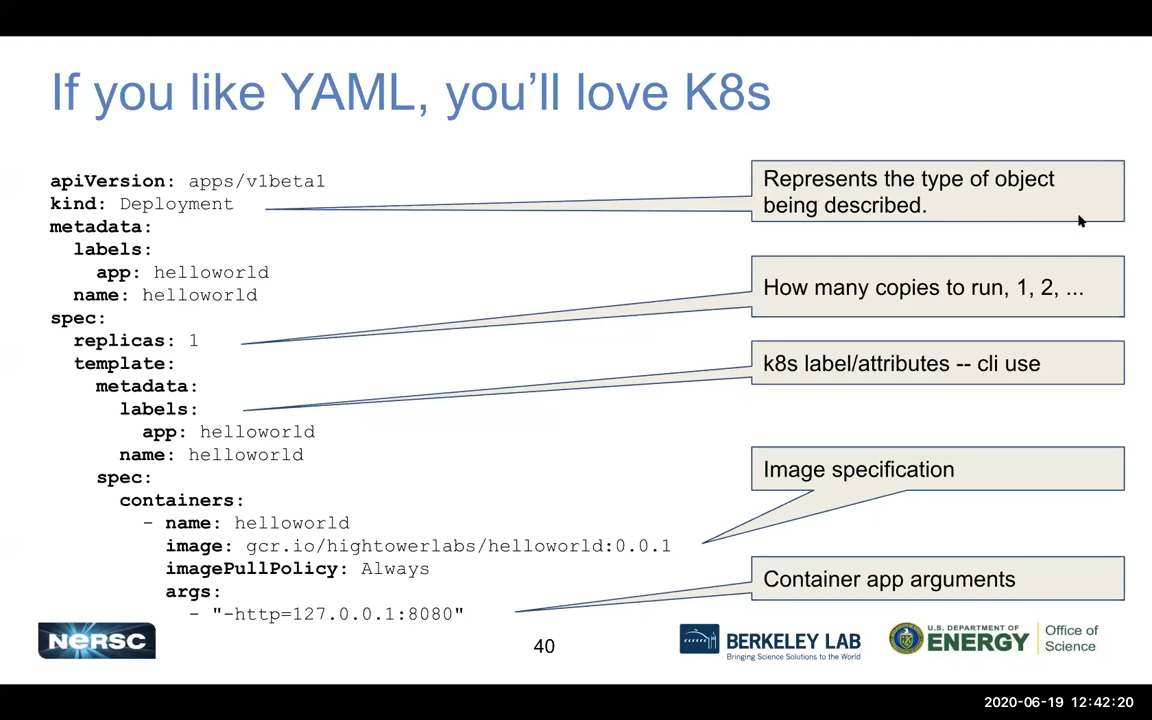 If you like YAML, you'll love K8s
apiVersion: apps/v1beta1
kind: Deployment
metadata:
  labels:
    app: helloworld
  name: helloworld
spec:
  replicas: 1
  template:
    metadata:
      labels:
        app: helloworld
      name: helloworld
    spec:
      containers:
        - name: helloworld
          image: gcr.io/hightowerlabs/helloworld:0.0.1
          imagePullPolicy: Always
          args:
            - "-http=127.0.0.1:8080"
Represents the type of object
being described.
How many copies to run, 1, 2, ...
k8s label/attributes -- cli use
Image specification
Container app arguments
NERSC
40
BERKELEY LAB
Bringing Science Solutions to the World
U.S. DEPARTMENT OF
ENERGY
Office of
Science
2020-06-19 12:42:20